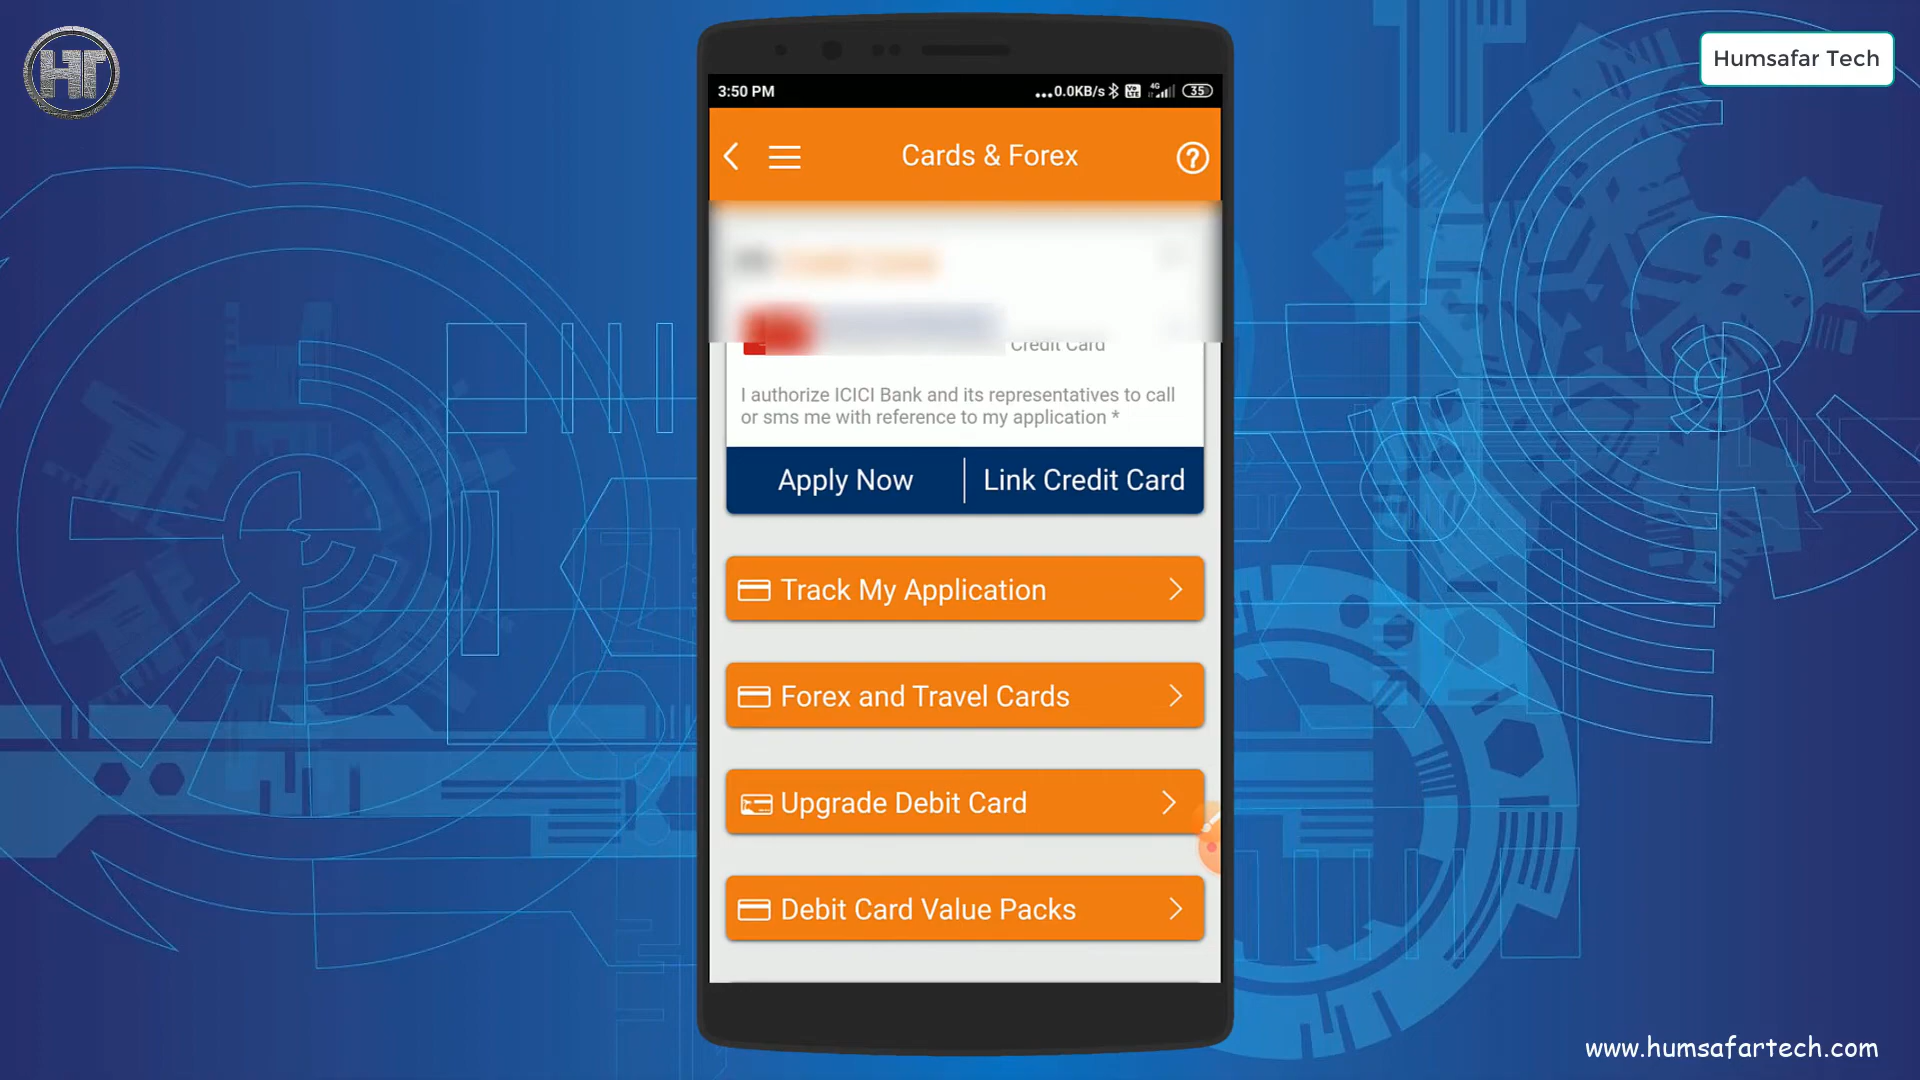 HT
Humsafar Tech
3:50 PM
...0.0KB/s
4G
35
Cards & Forex
Credit Card
I authorize ICICI Bank and its representatives to call
or sms me with reference to my application *
Apply Now
Link Credit Card
Track My Application
Forex and Travel Cards
Upgrade Debit Card
Debit Card Value Packs
www.humsafartech.com